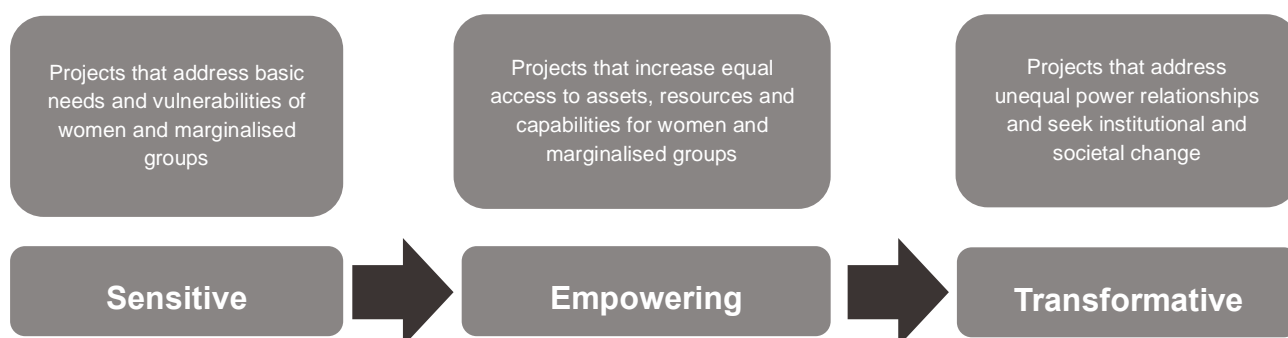 Projects that address basic
needs and vulnerabilities of
women and marginalised
groups
Projects that increase equal
access to assets, resources and
capabilities for women and
marginalised groups
Projects that address
unequal power relationships
and seek institutional and
societal change
Sensitive
Empowering
Transformative